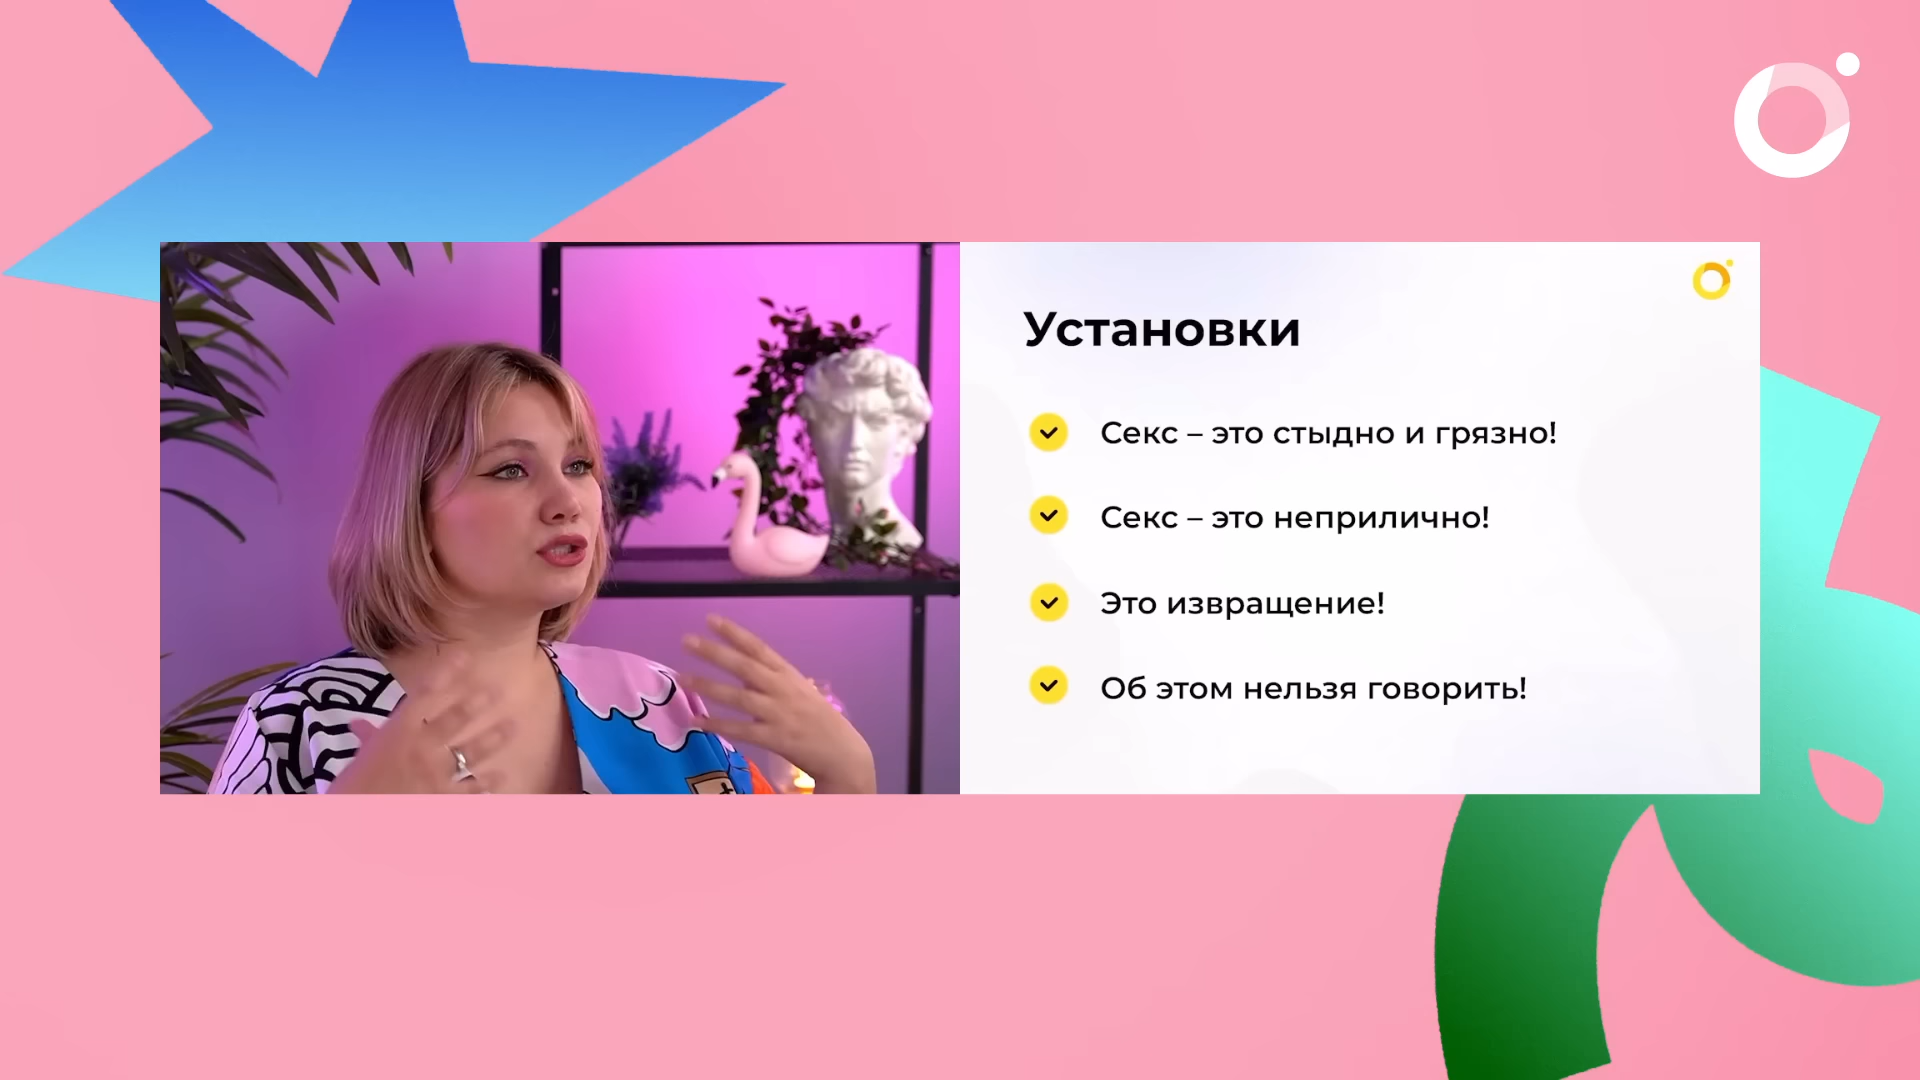 Установки
Секс – это стыдно и грязно!
Секс – это неприлично!
Это извращение!
Об этом нельзя говорить!